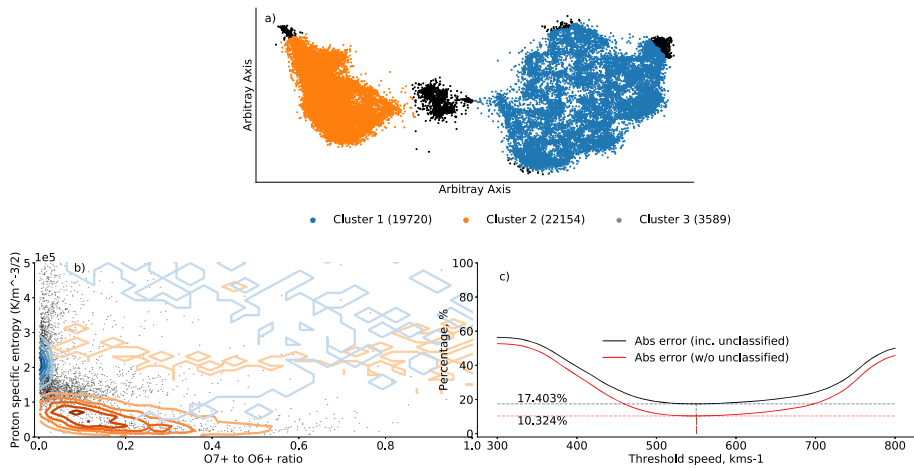 a)
Arbitray Axis
Arbitray Axis
Cluster 1 (19720)
Cluster 2 (22154)
Cluster 3 (3589)
1e5
b)
Proton specific entropy (K/m^-3/2)
5
4
3
2
1
0
0.0 0.2 0.4 0.6 0.8 1.0
O7+ to O6+ ratio
c)
Percentage, %
100
80
60
40
20
0
Abs error (inc. unclassified)
Abs error (w/o unclassified)
17.403%
10.324%
300 400 500 600 700 800
Threshold speed, kms-1